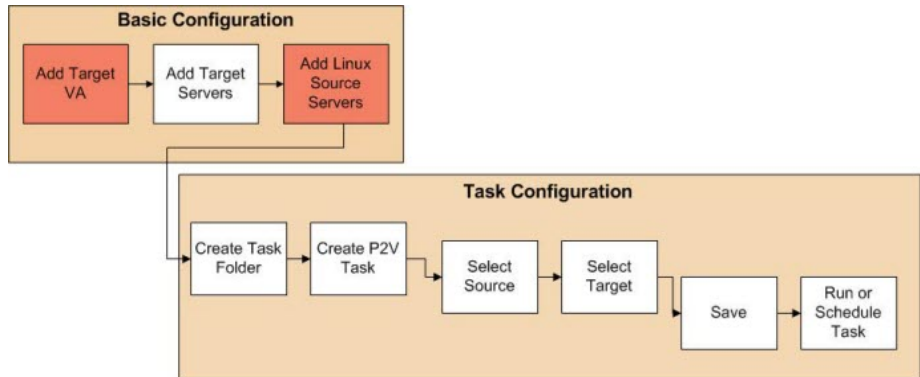 Basic Configuration
Add Target
VA
Add Target
Servers
Add Linux
Source
Servers
Task Configuration
Create Task
Folder
Create P2V
Task
Select
Source
Select
Target
Save
Run or
Schedule
Task